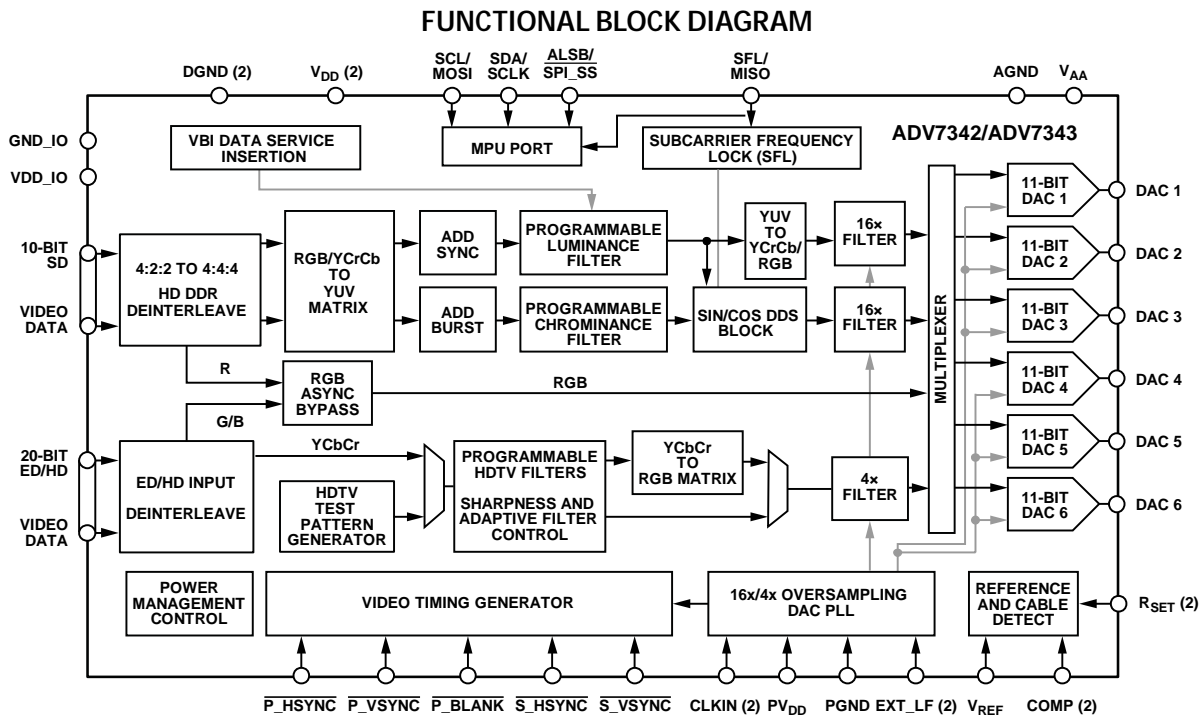 FUNCTIONAL BLOCK DIAGRAM
DGND (2)
VDD (2)
SCL/
MOSI
SDA/
SCLK
ALSB/
SPI_SS
SFL/
MISO
AGND
VAA
GND_IO
VDD_IO
VBI DATA SERVICE
INSERTION
MPU PORT
SUBCARRIER FREQUENCY
LOCK (SFL)
ADV7342/ADV7343
10-BIT
SD
VIDEO
DATA
4:2:2 TO 4:4:4
HD DDR
DEINTERLEAVE
RGB/YCrCb
TO
YUV
MATRIX
ADD
SYNC
PROGRAMMABLE
LUMINANCE
FILTER
YUV
TO
YCrCb/
RGB
16x
FILTER
ADD
BURST
PROGRAMMABLE
CHROMINANCE
FILTER
SIN/COS DDS
BLOCK
16x
FILTER
MULTIPLEXER
11-BIT
DAC 1
DAC 1
11-BIT
DAC 2
DAC 2
11-BIT
DAC 3
DAC 3
11-BIT
DAC 4
DAC 4
11-BIT
DAC 5
DAC 5
11-BIT
DAC 6
DAC 6
R
G/B
RGB
ASYNC
BYPASS
RGB
20-BIT
ED/HD
VIDEO
DATA
ED/HD INPUT
DEINTERLEAVE
YCbCr
HDTV
TEST
PATTERN
GENERATOR
PROGRAMMABLE
HDTV FILTERS
SHARPNESS AND
ADAPTIVE FILTER
CONTROL
YCbCr
TO
RGB MATRIX
4x
FILTER
POWER
MANAGEMENT
CONTROL
VIDEO TIMING GENERATOR
16x/4x OVERSAMPLING
DAC PLL
REFERENCE
AND CABLE
DETECT
RSET (2)
P_HSYNC
P_VSYNC
P_BLANK
S_HSYNC
S_VSYNC
CLKIN (2)
PVDD
PGND
EXT_LF (2)
VREF
COMP (2)